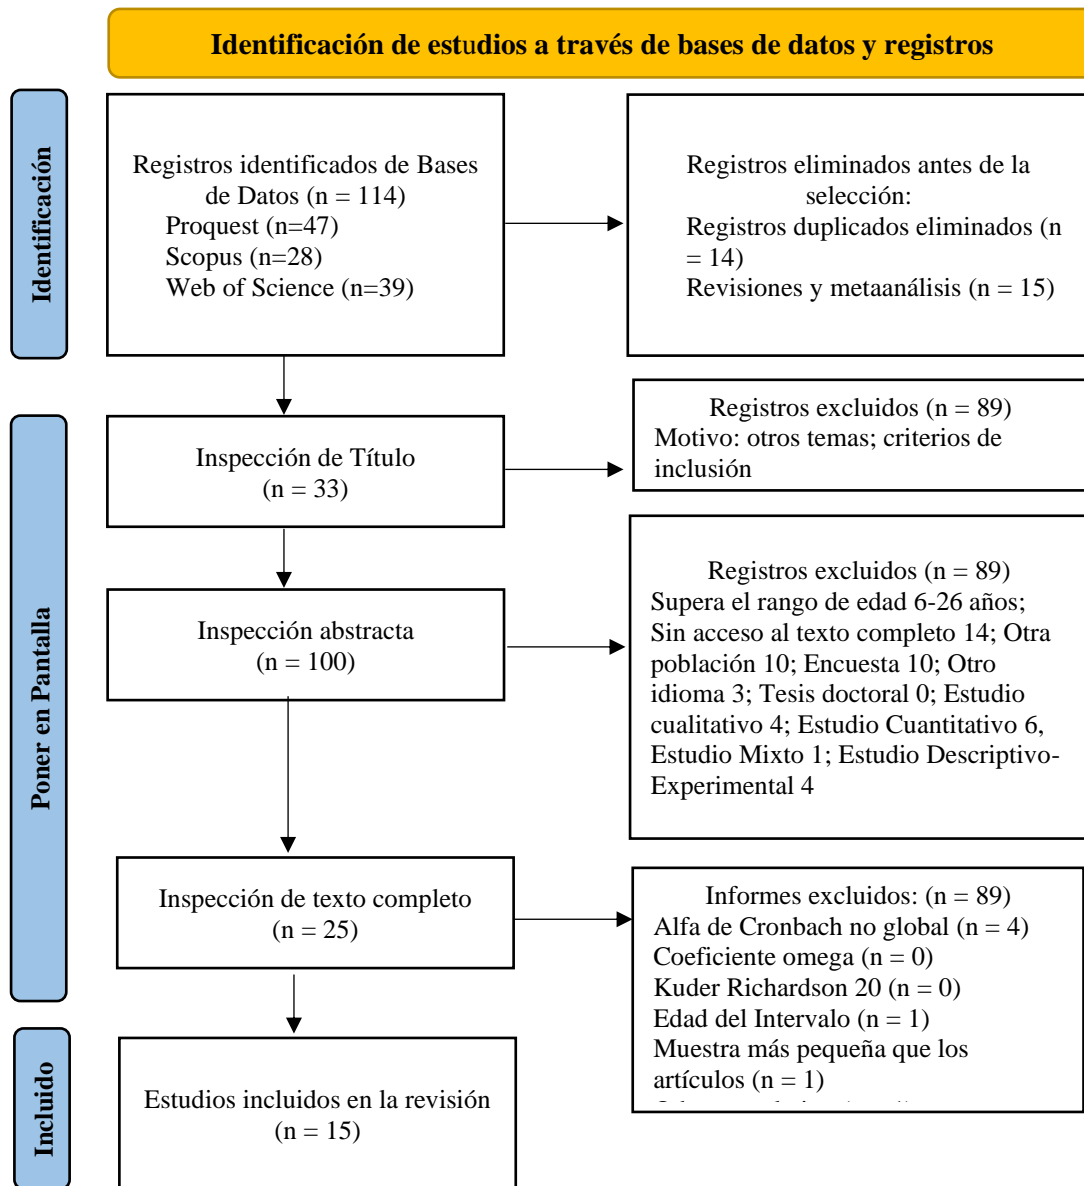 Identificación de estudios a través de bases de datos y registros
Identificación
Registros identificados de Bases
de Datos (n = 114)
Proquest (n=47)
Scopus (n=28)
Web of Science (n=39)
Registros eliminados antes de la
selección:
Registros duplicados eliminados (n
= 14)
Revisiones y metaanálisis (n = 15)
Poner en Pantalla
Inspección de Título
(n = 33)
Registros excluidos (n = 89)
Motivo: otros temas; criterios de
inclusión
Inspección abstracta
(n = 100)
Registros excluidos (n = 89)
Supera el rango de edad 6-26 años;
Sin acceso al texto completo 14; Otra
población 10; Encuesta 10; Otro
idioma 3; Tesis doctoral 0; Estudio
cualitativo 4; Estudio Cuantitativo 6,
Estudio Mixto 1; Estudio Descriptivo-
Experimental 4
Inspección de texto completo
(n = 25)
Informes excluidos: (n = 89)
Alfa de Cronbach no global (n = 4)
Coeficiente omega (n = 0)
Kuder Richardson 20 (n = 0)
Edad del Intervalo (n = 1)
Muestra más pequeña que los
artículos (n = 1)
Incluido
Estudios incluidos en la revisión
(n = 15)